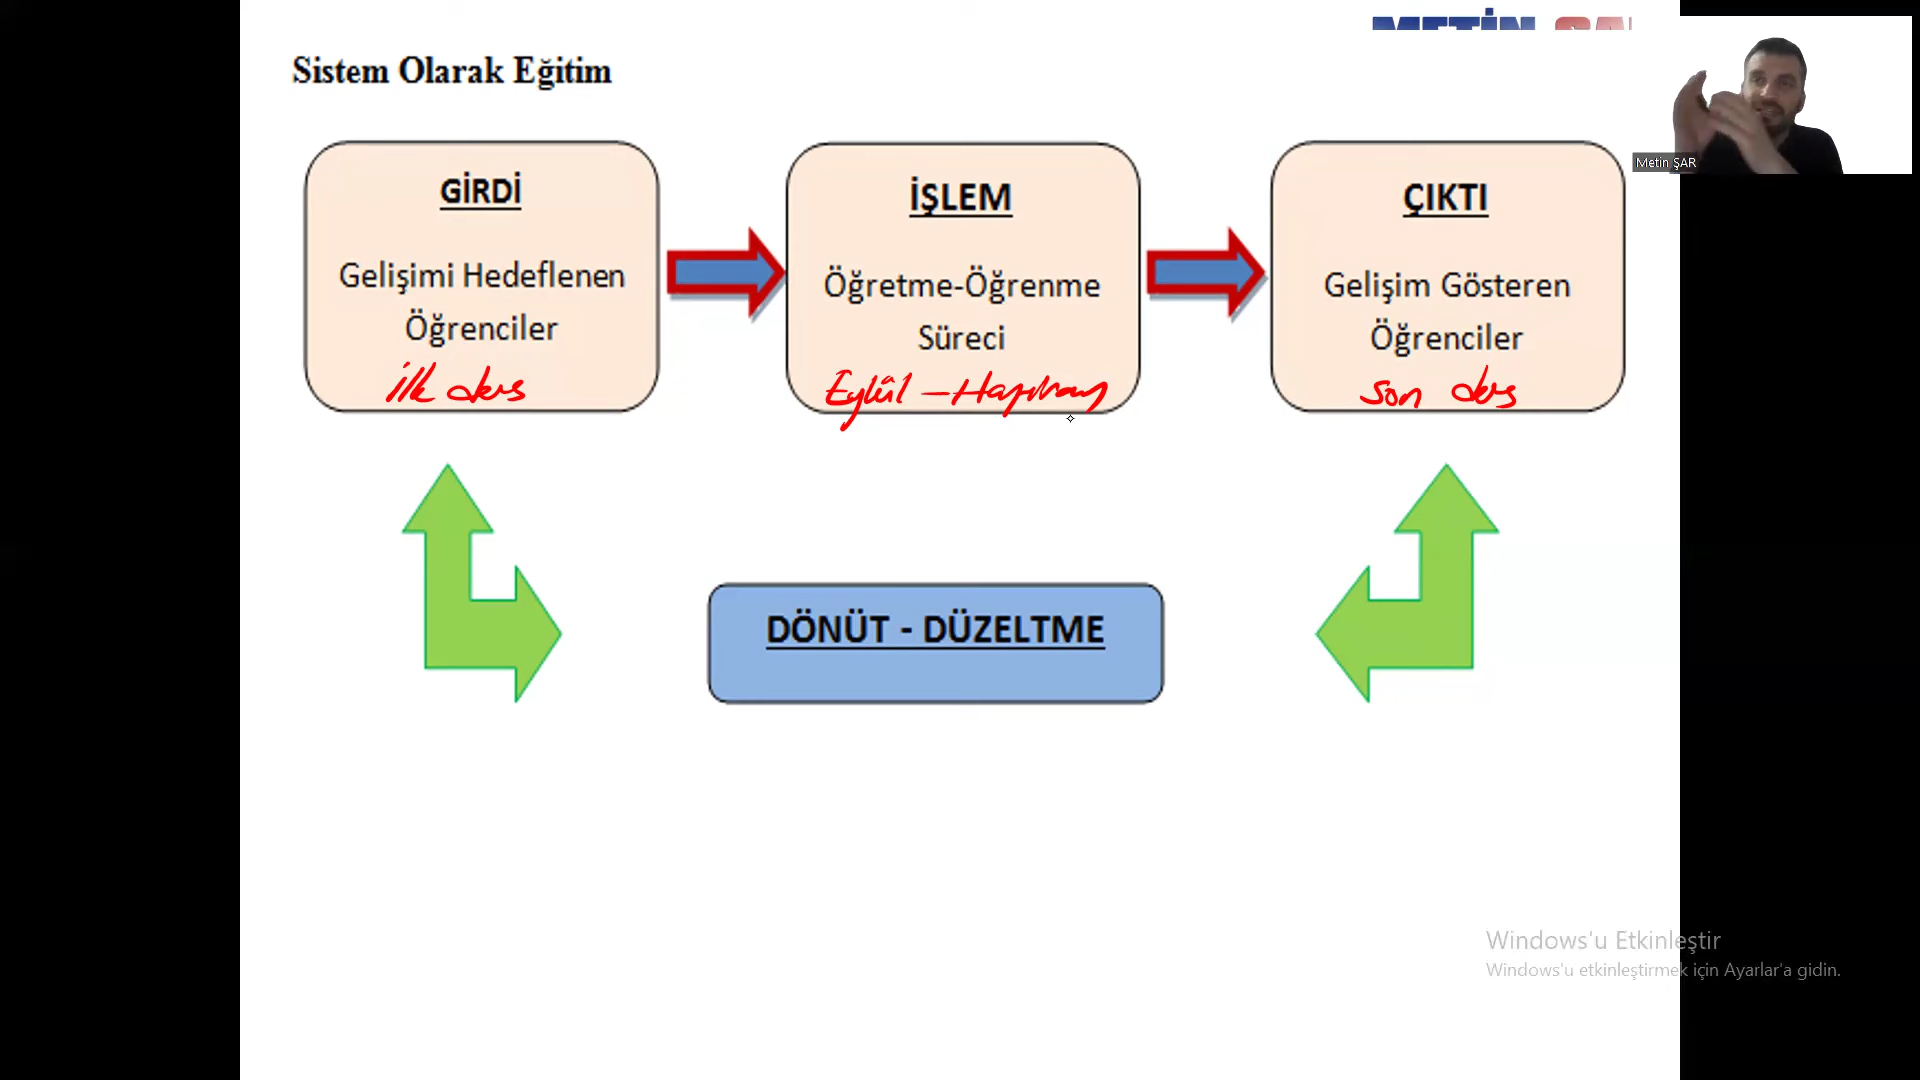 Sistem Olarak Eğitim
Metin ŞAR
GİRDİ
Gelişimi Hedeflenen
Öğrenciler
ilk ders
İŞLEM
Öğretme-Öğrenme
Süreci
Eylül - Haziran
ÇIKTI
Gelişim Gösteren
Öğrenciler
son ders
DÖNÜT - DÜZELTME
Windows'u Etkinleştir
Windows'u etkinleştirmek için Ayarlar'a gidin.